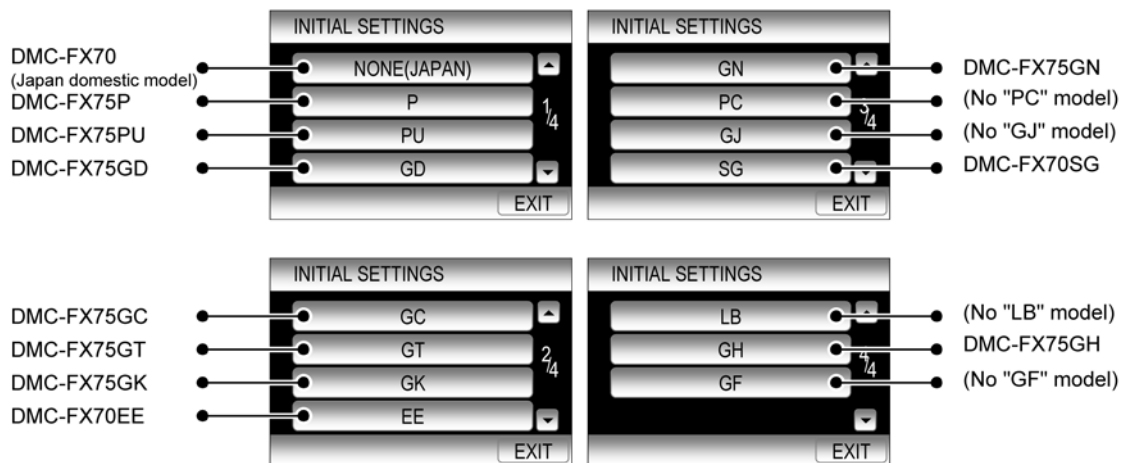 INITIAL SETTINGS
DMC-FX70
(Japan domestic model)
NONE(JAPAN)
DMC-FX75P
P
1/4
DMC-FX75PU
PU
DMC-FX75GD
GD
EXIT
INITIAL SETTINGS
GN
DMC-FX75GN
PC
(No "PC" model)
3/4
GJ
(No "GJ" model)
SG
DMC-FX70SG
EXIT
INITIAL SETTINGS
DMC-FX75GC
GC
DMC-FX75GT
GT
2/4
DMC-FX75GK
GK
DMC-FX70EE
EE
EXIT
INITIAL SETTINGS
LB
(No "LB" model)
GH
DMC-FX75GH
4/4
GF
(No "GF" model)
EXIT